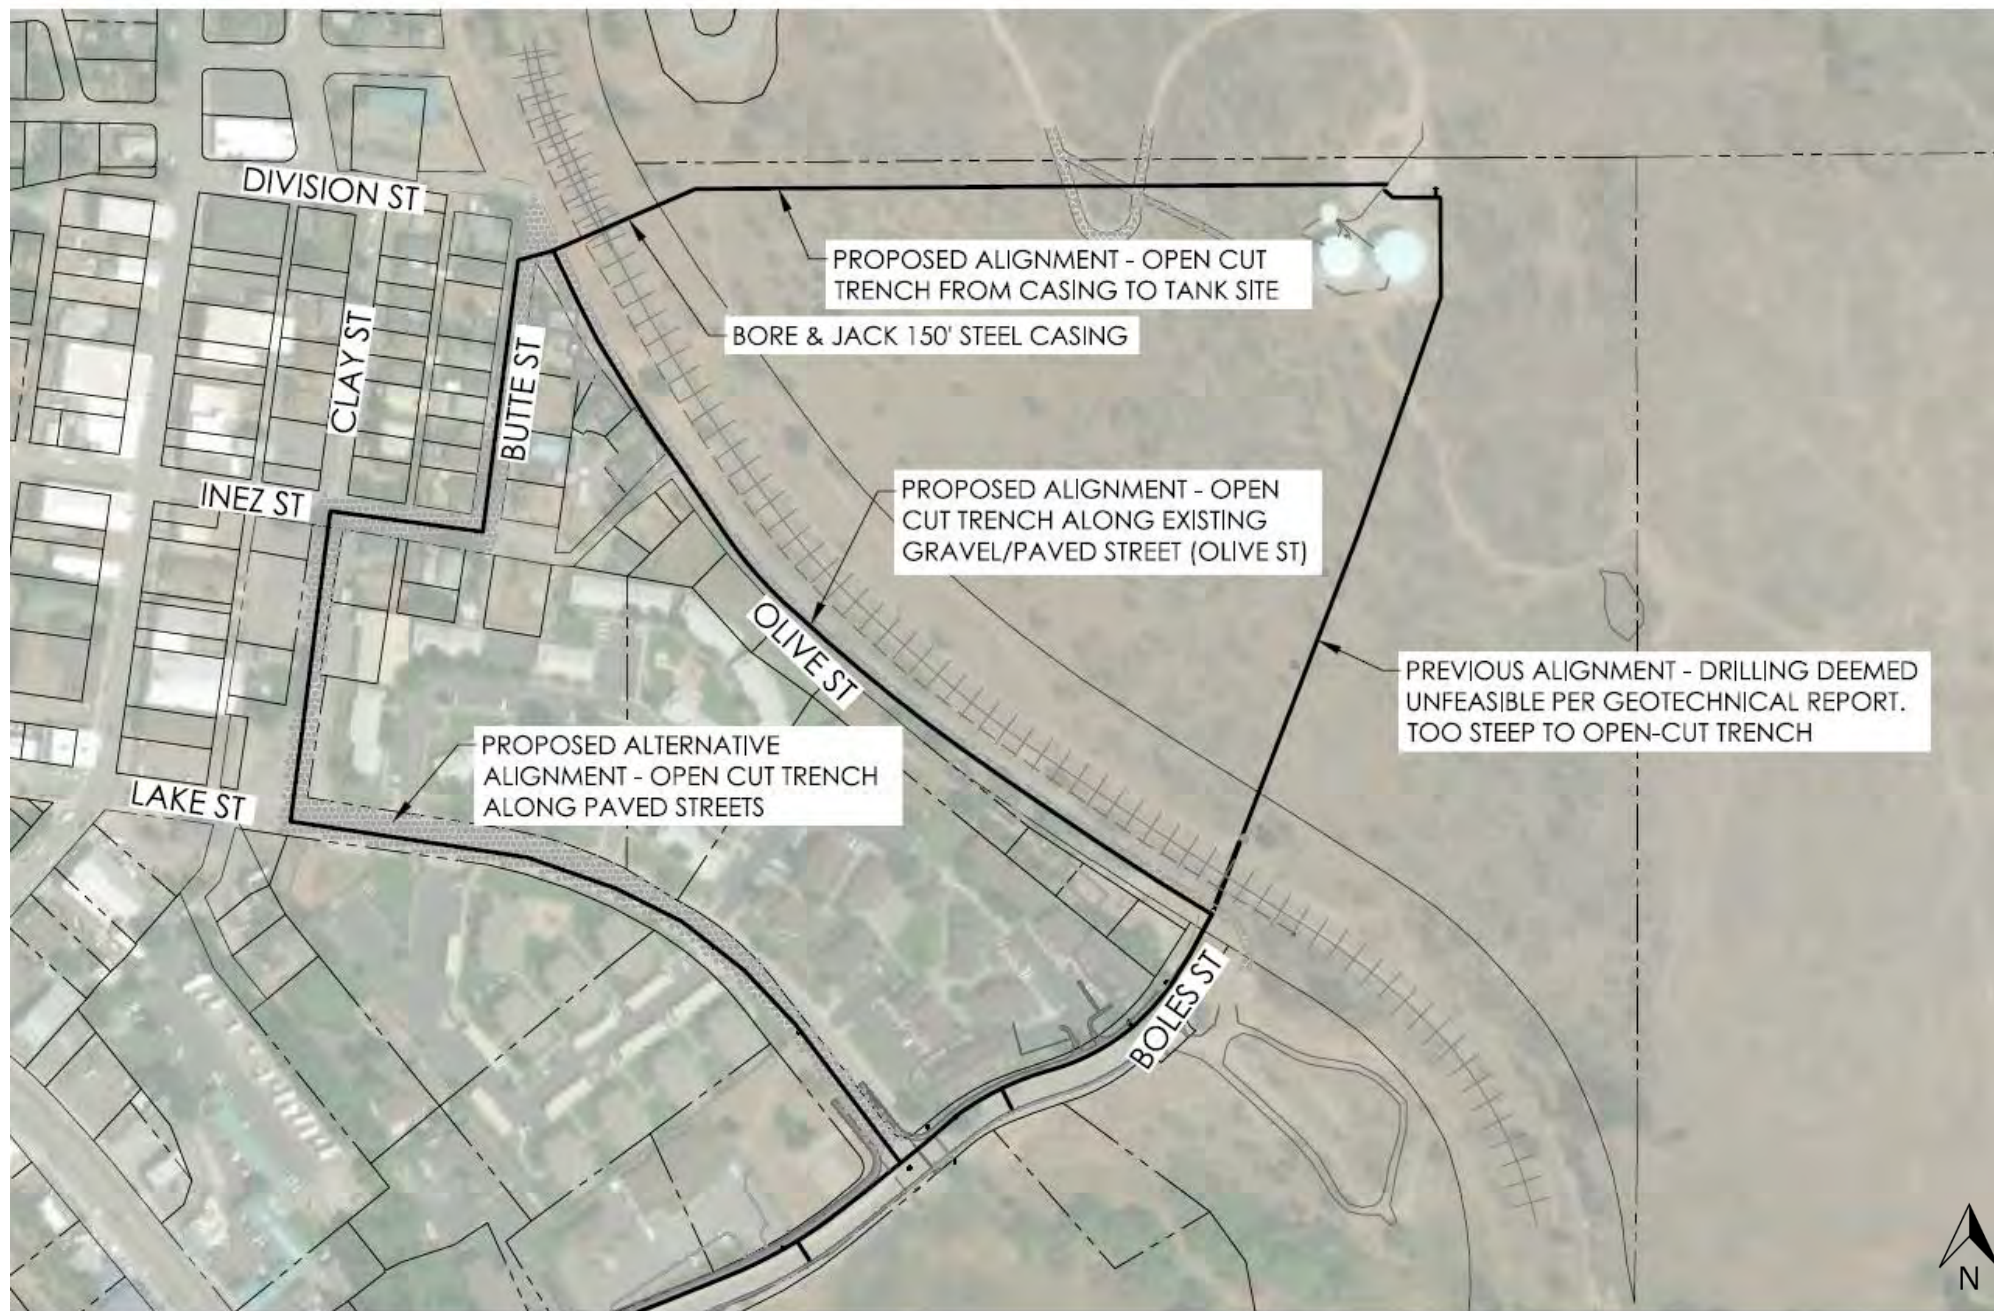 DIVISION ST
PROPOSED ALIGNMENT - OPEN CUT
TRENCH FROM CASING TO TANK SITE
BORE & JACK 150' STEEL CASING
CLAY ST
BUTTE ST
INEZ ST
PROPOSED ALIGNMENT - OPEN
CUT TRENCH ALONG EXISTING
GRAVEL/PAVED STREET (OLIVE ST)
OLIVE ST
PREVIOUS ALIGNMENT - DRILLING DEEMED
UNFEASIBLE PER GEOTECHNICAL REPORT.
TOO STEEP TO OPEN-CUT TRENCH
PROPOSED ALTERNATIVE
ALIGNMENT - OPEN CUT TRENCH
ALONG PAVED STREETS
LAKE ST
BOLES ST
N